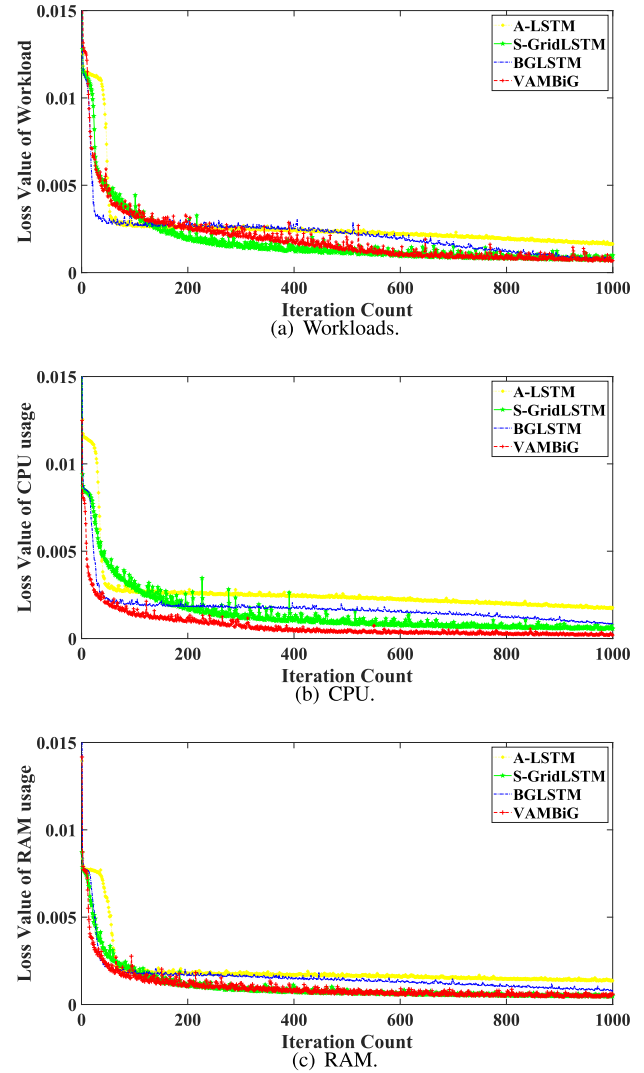 0.015
0.01
0.005
0
Loss Value of Workload
A-LSTM
S-GridLSTM
BGLSTM
VAMBiG
0 200 400 600 800 1000
Iteration Count
(a) Workloads.
0.015
0.01
0.005
0
Loss Value of CPU usage
A-LSTM
S-GridLSTM
BGLSTM
VAMBiG
0 200 400 600 800 1000
Iteration Count
(b) CPU.
0.015
0.01
0.005
0
Loss Value of RAM usage
A-LSTM
S-GridLSTM
BGLSTM
VAMBiG
0 200 400 600 800 1000
Iteration Count
(c) RAM.